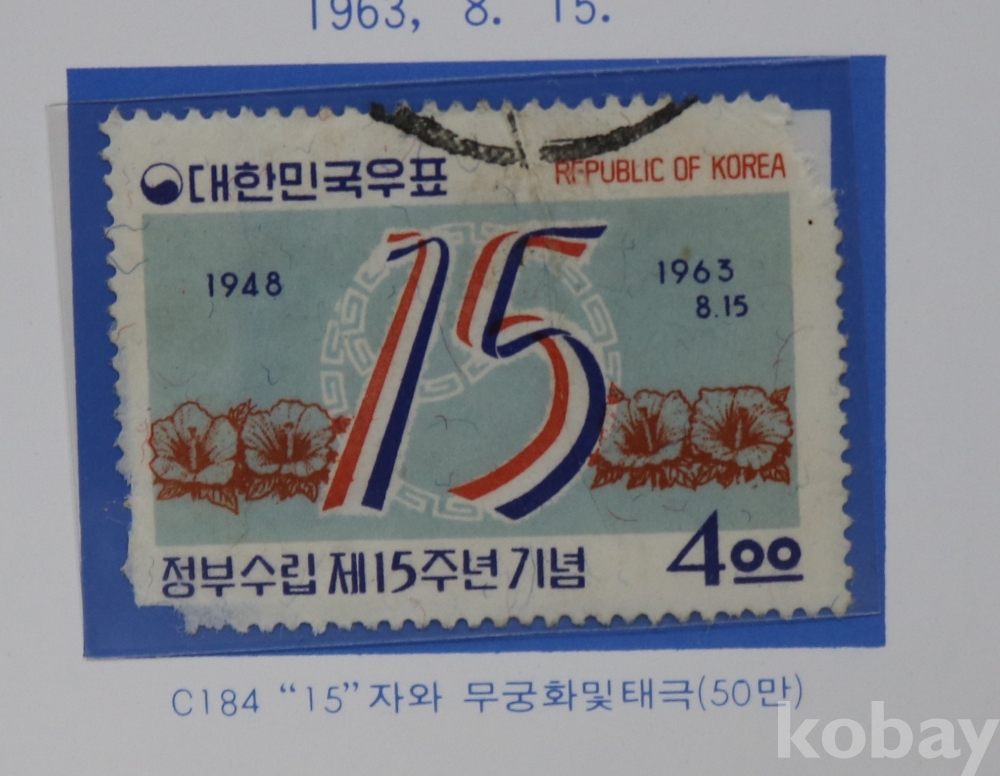 1963, 8. 15.
대한민국우표
REPUBLIC OF KOREA
15
1948
1963
8.15
정부수립 제15주년 기념
400
C184 “15”자와 무궁화및태극(50만)
kobay